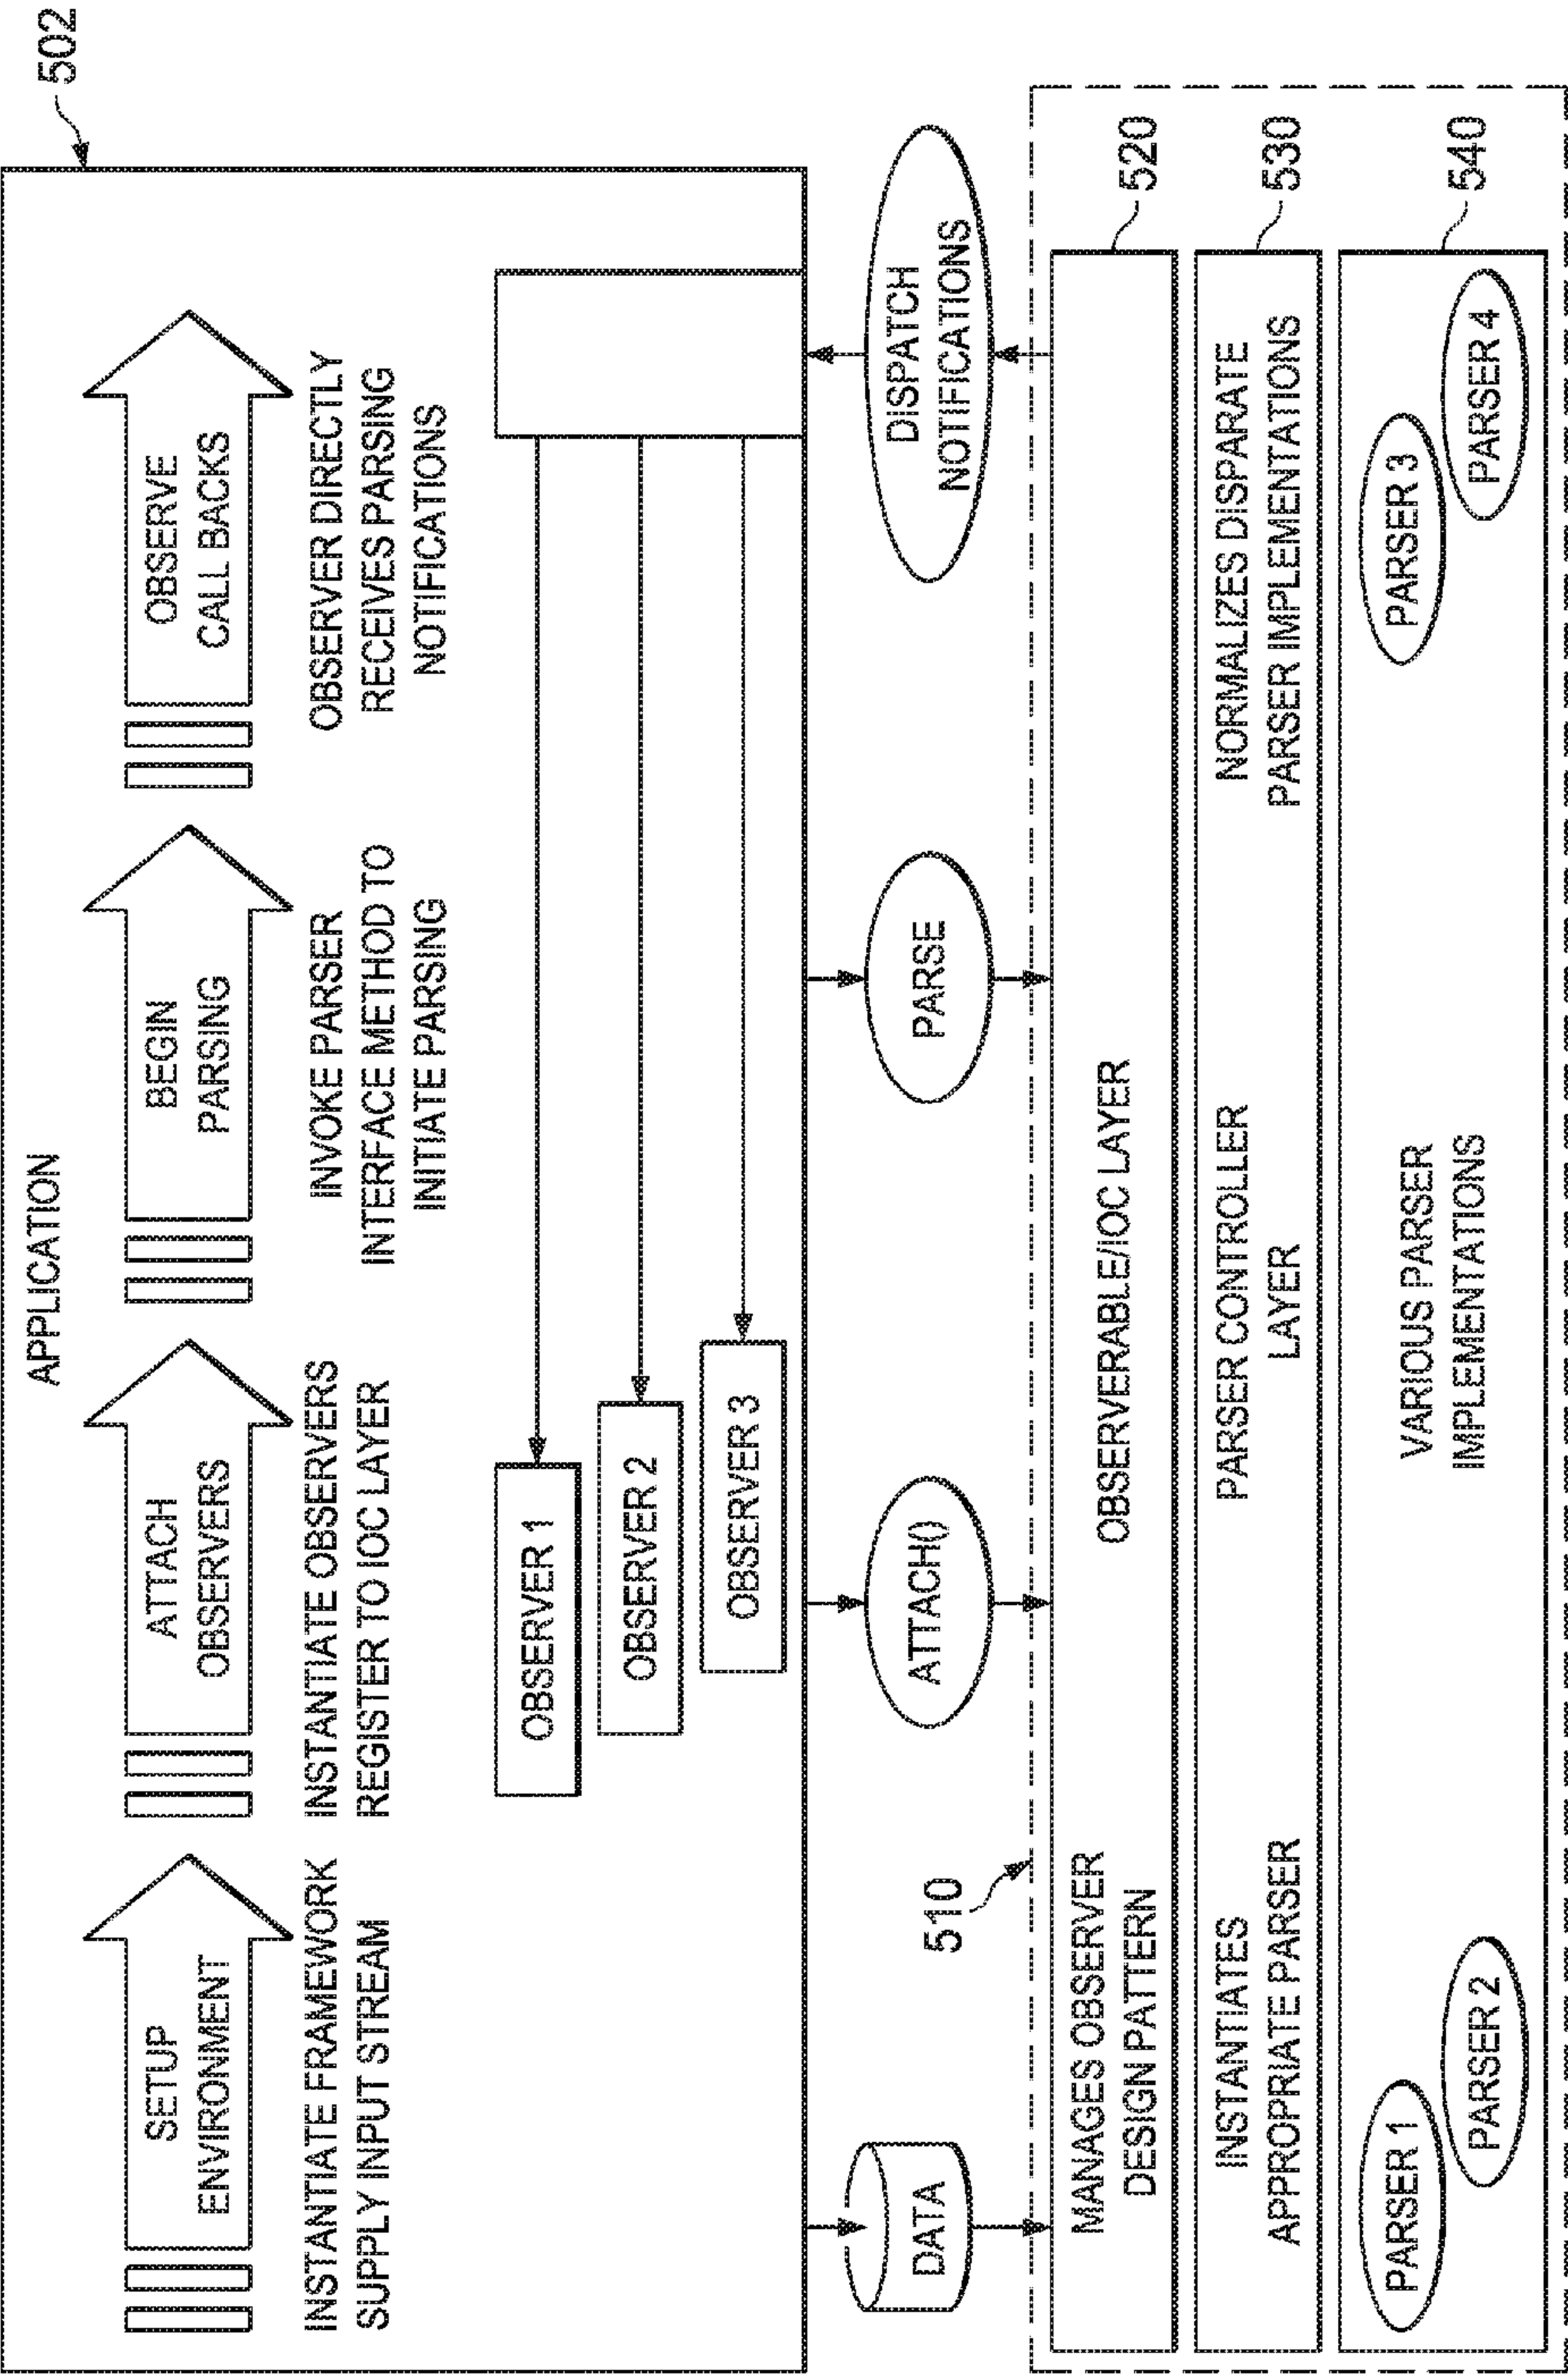 502
APPLICATION
SETUP
ENVIRONMENT
ATTACH
OBSERVERS
BEGIN
PARSING
OBSERVE
CALL BACKS
INSTANTIATE FRAMEWORK
SUPPLY INPUT STREAM
INSTANTIATE OBSERVERS
REGISTER TO IOC LAYER
INVOKE PARSER
INTERFACE METHOD TO
INITIATE PARSING
OBSERVER DIRECTLY
RECEIVES PARSING
NOTIFICATIONS
OBSERVER 1
OBSERVER 2
OBSERVER 3
DATA
510
ATTACH()
PARSE
DISPATCH
NOTIFICATIONS
MANAGES OBSERVER
DESIGN PATTERN
OBSERVERABLE/IOC LAYER
520
INSTANTIATES
APPROPRIATE PARSER
PARSER CONTROLLER
LAYER
NORMALIZES DISPARATE
PARSER IMPLEMENTATIONS
530
PARSER 1
PARSER 2
VARIOUS PARSER
IMPLEMENTATIONS
PARSER 3
PARSER 4
540